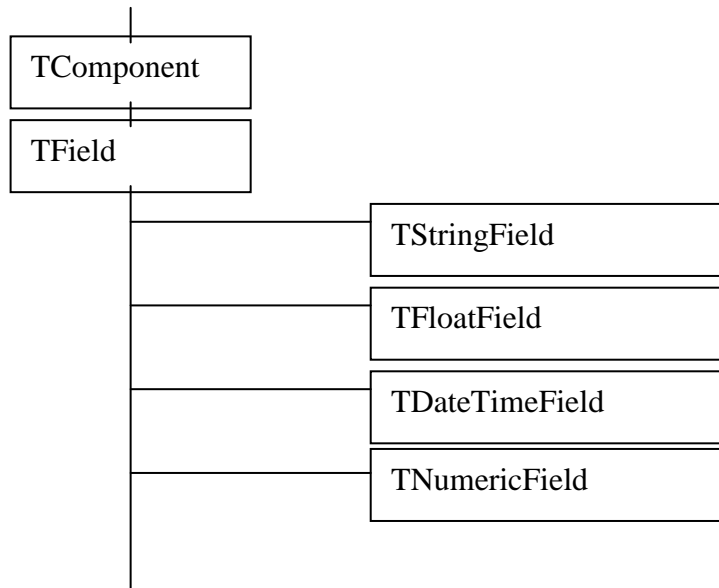 TComponent
TField
TStringField
TFloatField
TDateTimeField
TNumericField